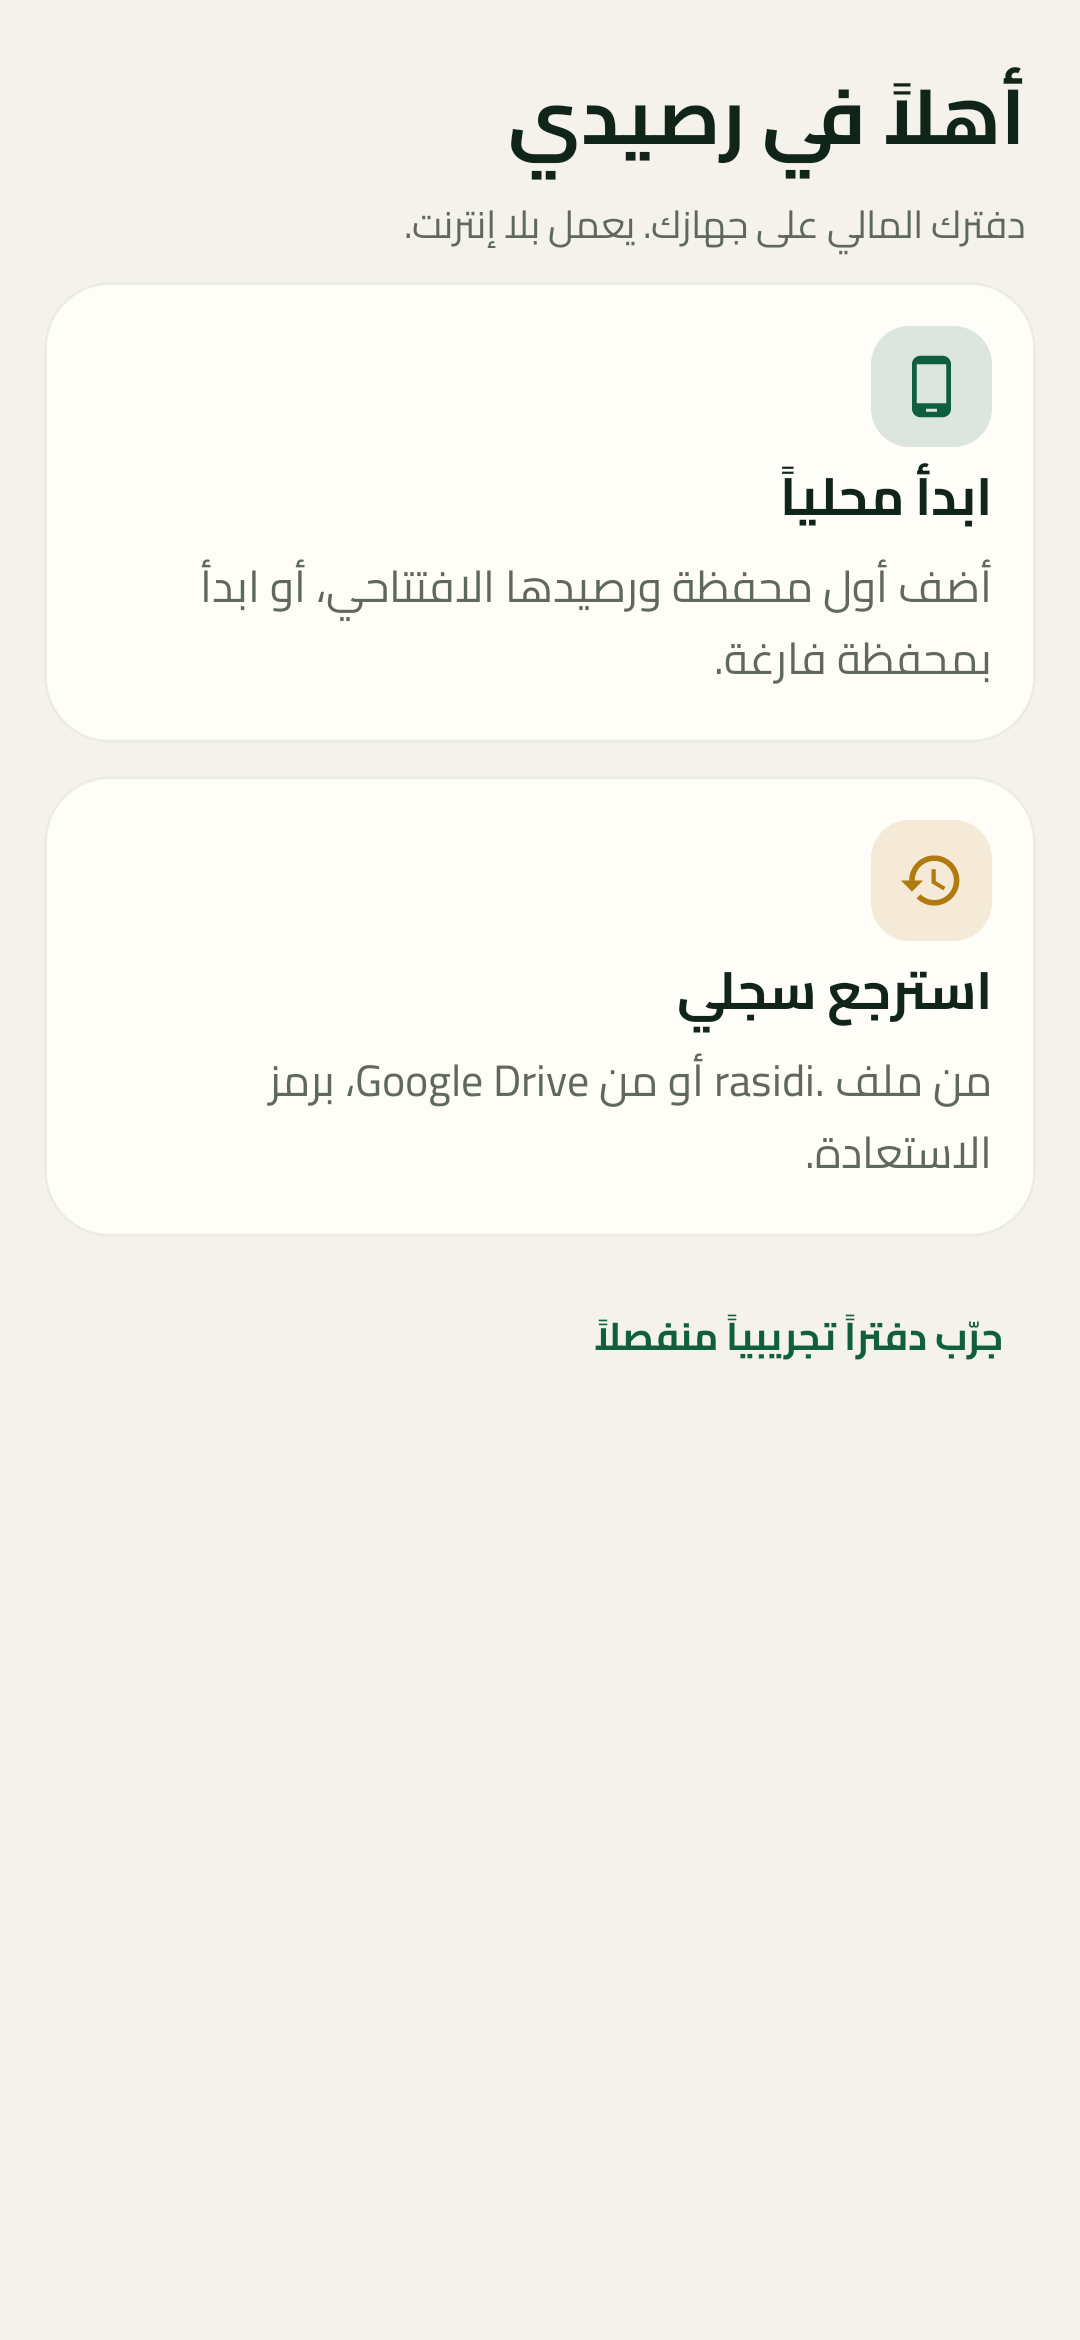 أهلاً في رصيدي
دفترك المالي على جهازك. يعمل بلا إنترنت.
ابدأ محلياً
أضف أول محفظة ورصيدها الافتتاحي، أو ابدأ
بمحفظة فارغة.
استرجع سجلي
من ملف .rasidi أو من Google Drive، برمز
الاستعادة.
جرّب دفتراً تجريبياً منفصلاً